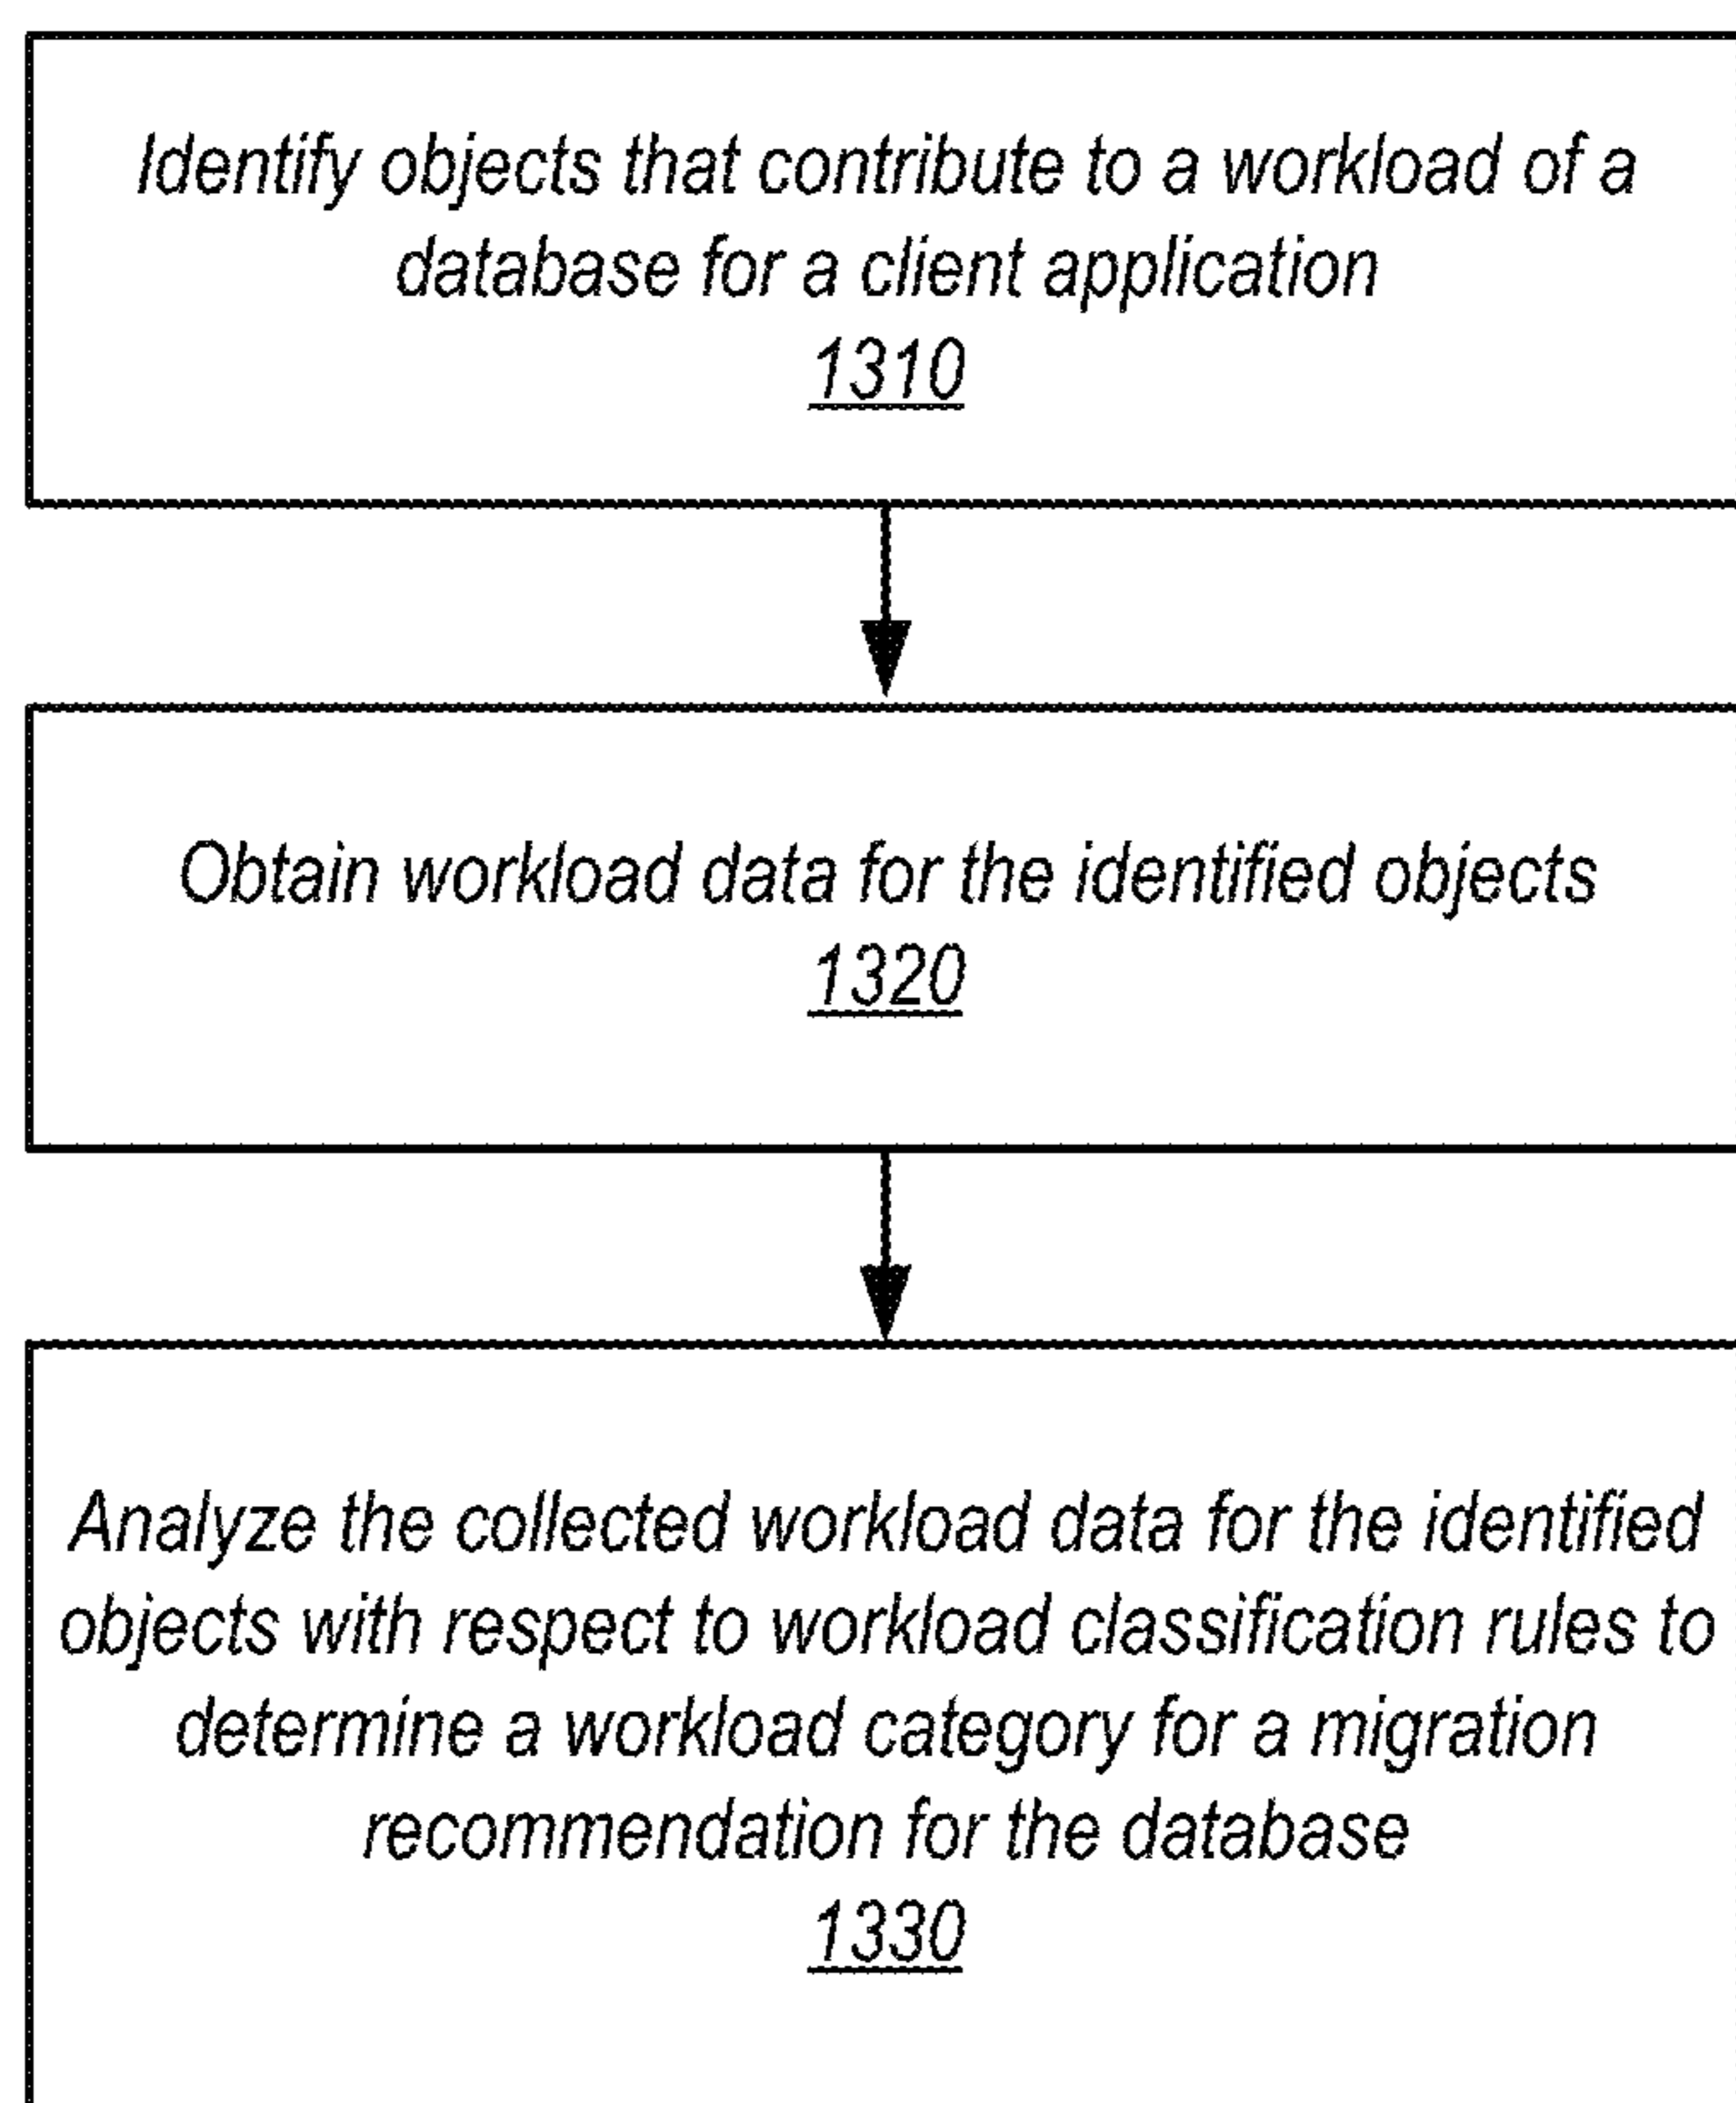 Identify objects that contribute to a workload of a
database for a client application
1310
Obtain workload data for the identified objects
1320
Analyze the collected workload data for the identified
objects with respect to workload classification rules to
determine a workload category for a migration
recommendation for the database
1330